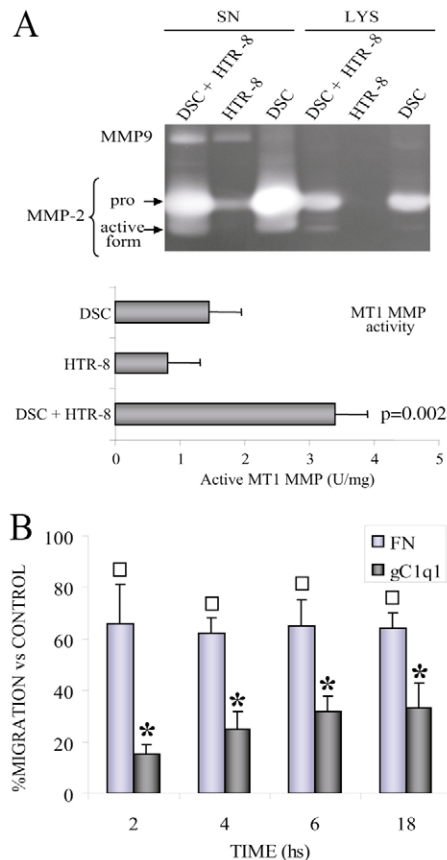 A
SN LYS
DSC + HTR-8 HTR-8 DSC DSC + HTR-8 HTR-8 DSC
MMP9
MMP-2
pro
active form
DSC
MT1 MMP activity
HTR-8
DSC + HTR-8
p=0.002
0 1 2 3 4 5
Active MT1 MMP (U/mg)
B
FN
gC1q1
%MIGRATION vs CONTROL
100
80
60
40
20
0
* * * *
2 4 6 18
TIME (hs)